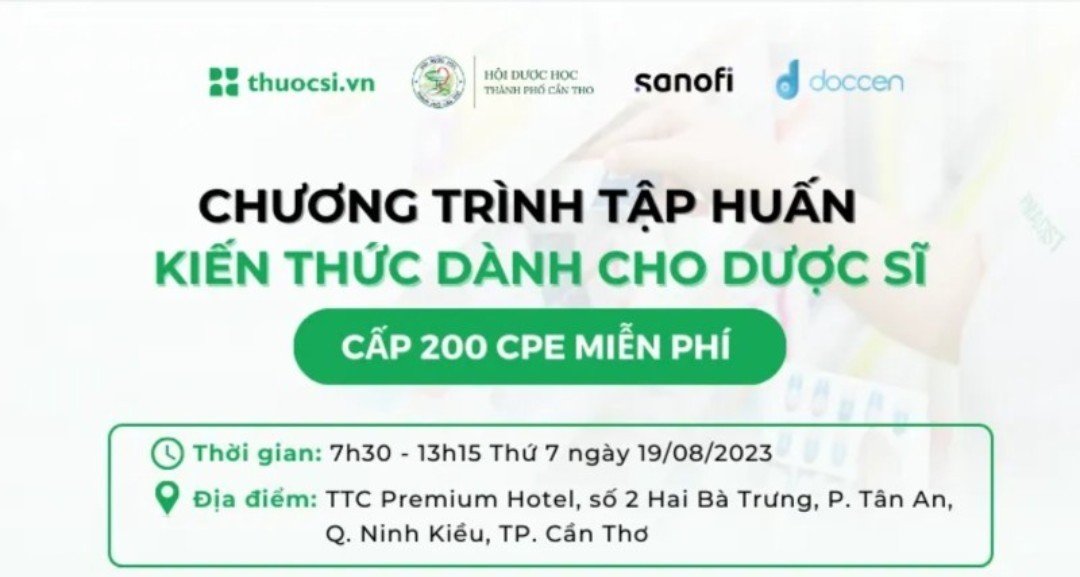 thuocsi.vn
HỘI DƯỢC HỌC
THÀNH PHỐ CẦN THƠ
sanofi
doccen
CHƯƠNG TRÌNH TẬP HUẤN
KIẾN THỨC DÀNH CHO DƯỢC SĨ
CẤP 200 CPE MIỄN PHÍ
Thời gian: 7h30 - 13h15 Thứ 7 ngày 19/08/2023
Địa điểm: TTC Premium Hotel, số 2 Hai Bà Trưng, P. Tân An,
Q. Ninh Kiều, TP. Cần Thơ